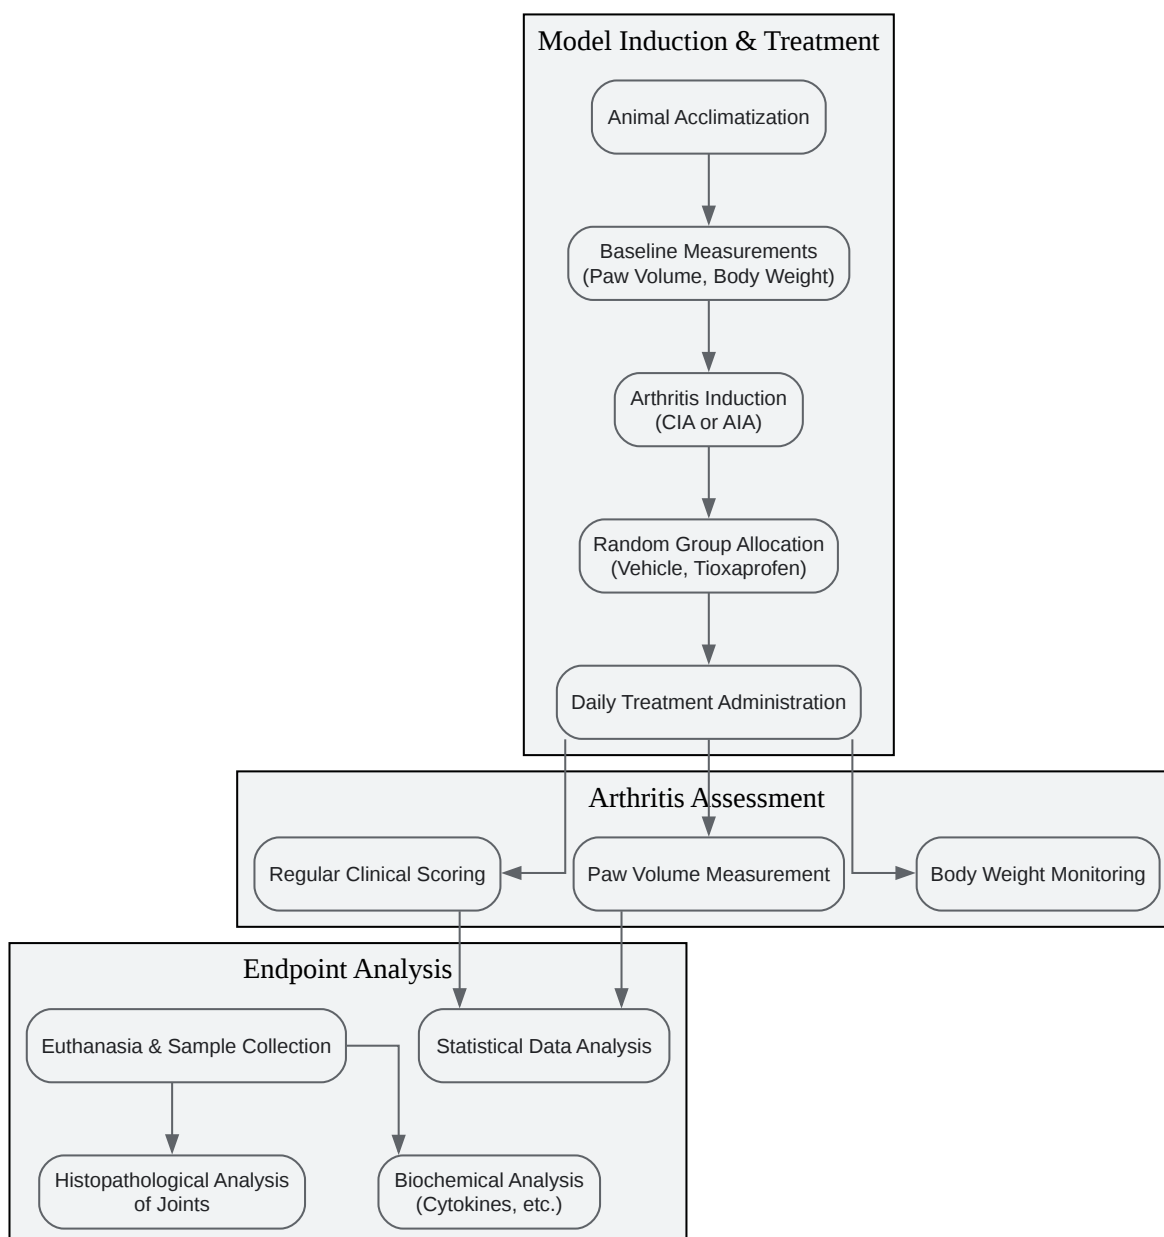 Model Induction & Treatment
Animal Acclimatization
Baseline Measurements
(Paw Volume, Body Weight)
Arthritis Induction
(CIA or AIA)
Random Group Allocation
(Vehicle, Tioxaprofen)
Daily Treatment Administration
Arthritis Assessment
Regular Clinical Scoring
Paw Volume Measurement
Body Weight Monitoring
Endpoint Analysis
Euthanasia & Sample Collection
Statistical Data Analysis
Histopathological Analysis
of Joints
Biochemical Analysis
(Cytokines, etc.)